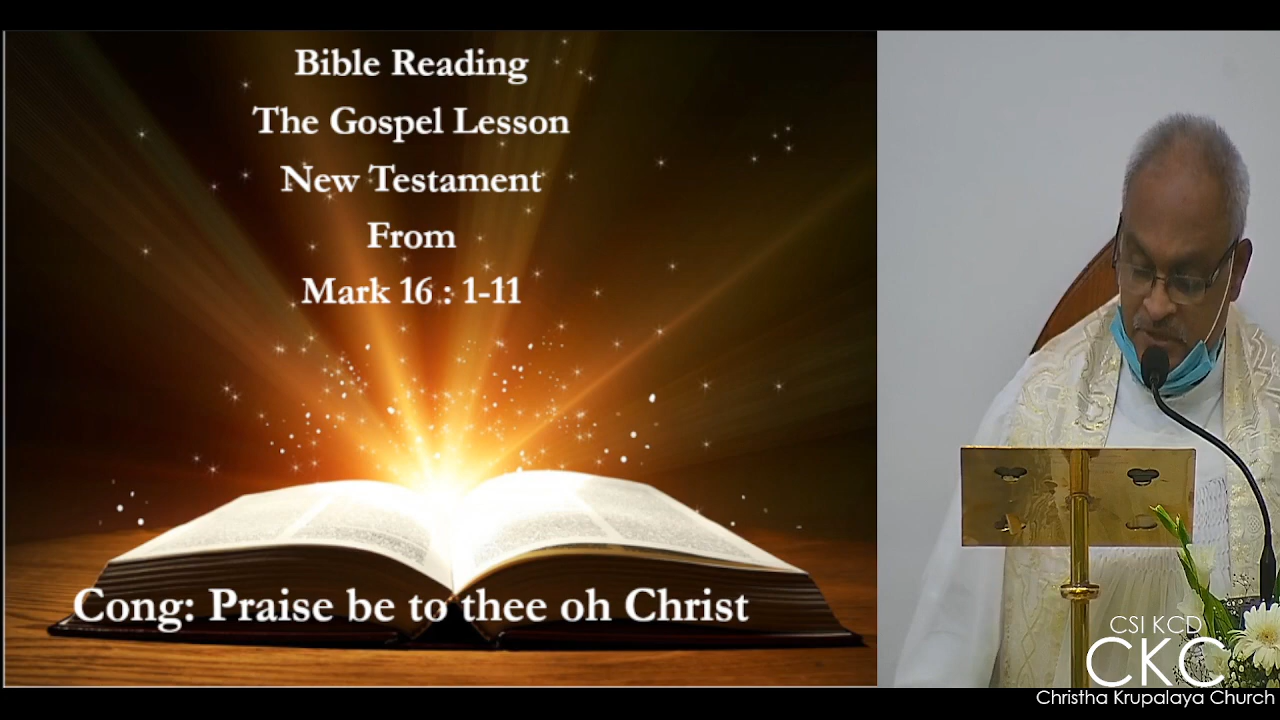 Bible Reading
The Gospel Lesson
New Testament
From
Mark 16 : 1-11
Cong: Praise be to thee oh Christ
CSI KCD
CKC
Christha Krupalaya Church